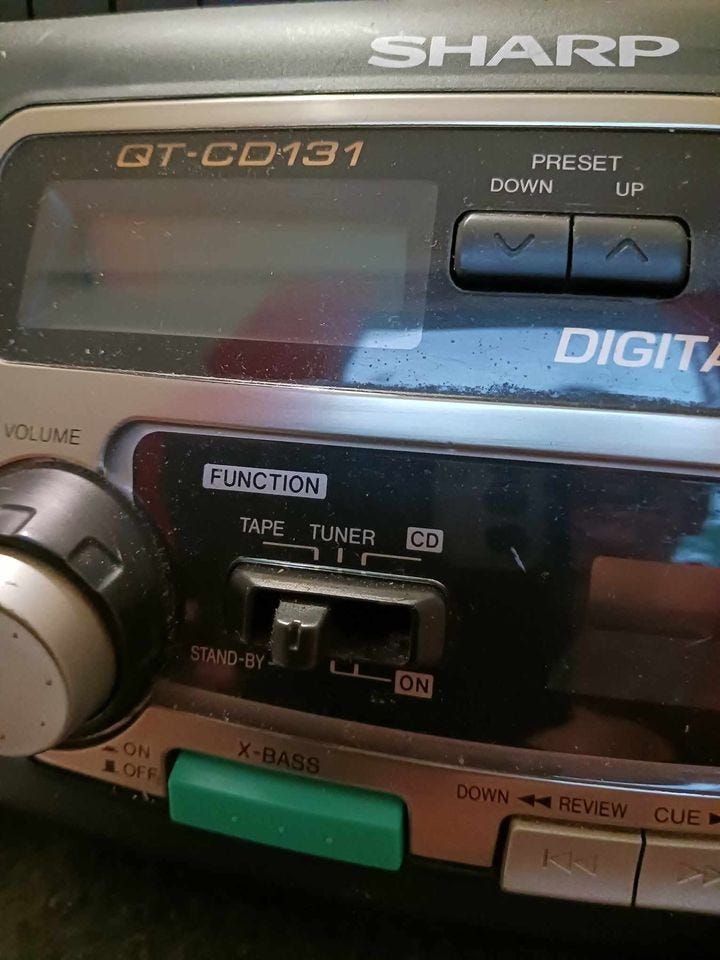 SHARP
QT-CD131
PRESET
DOWN UP
VOLUME
FUNCTION
TAPE TUNER CD
STAND-BY
ON
ON
OFF
X-BASS
DOWN REVIEW CUE